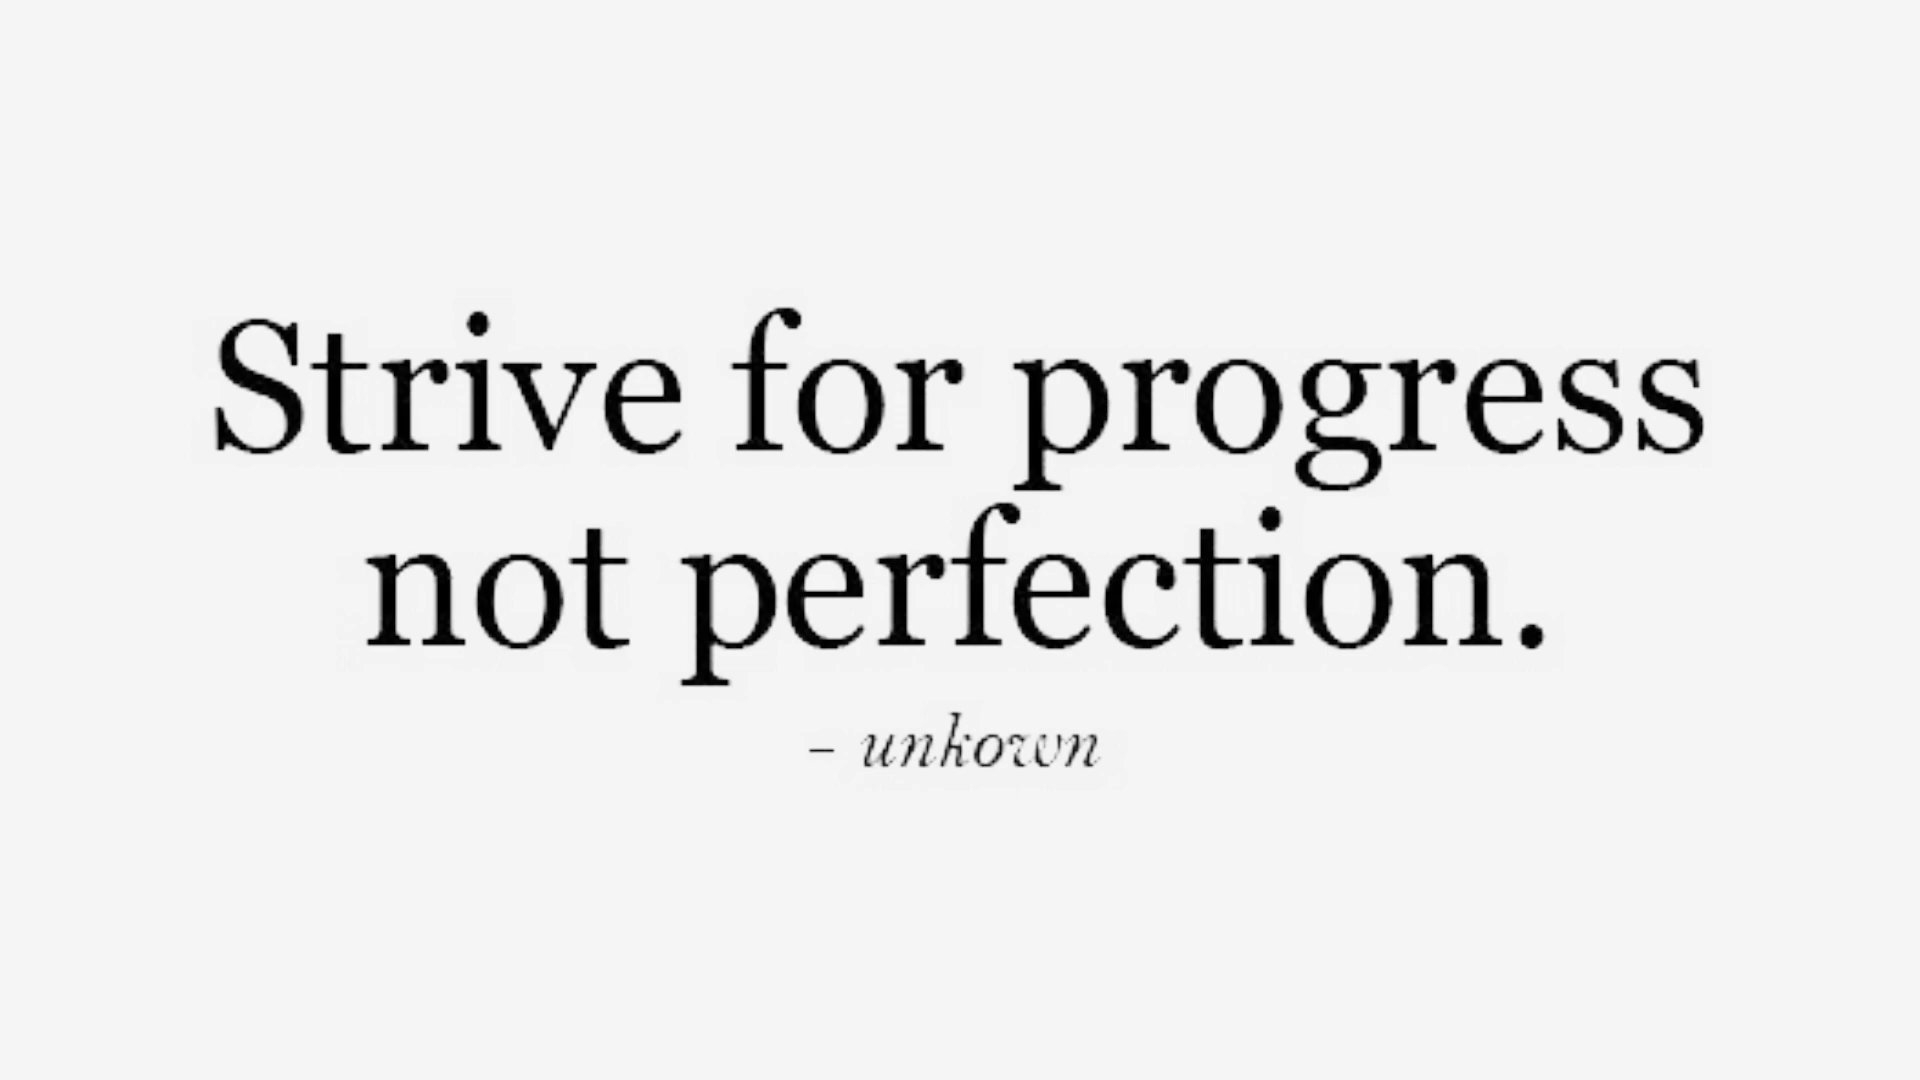 Strive for progress
not perfection.
– unkown